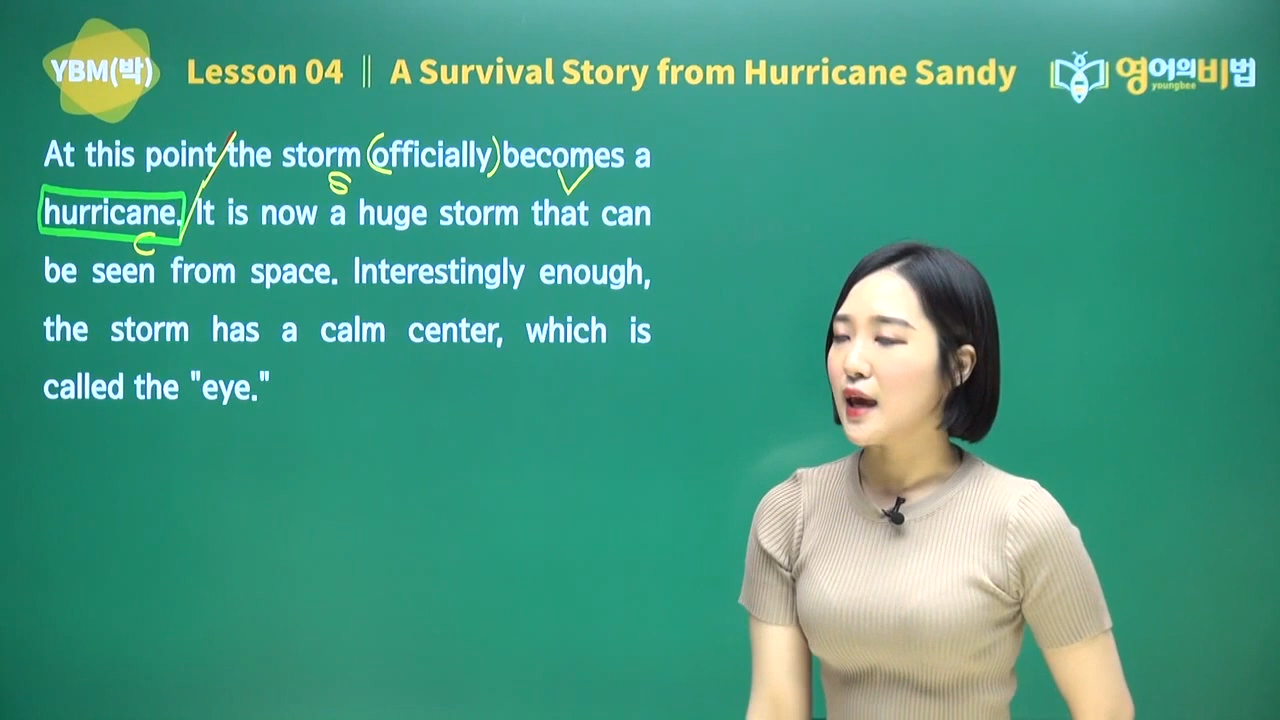 YBM(박)
Lesson 04 || A Survival Story from Hurricane Sandy
영어의비법
youngbee
At this point the storm (officially) becomes a
S
hurricane. It is now a huge storm that can
C
be seen from space. Interestingly enough,
the storm has a calm center, which is
called the "eye."